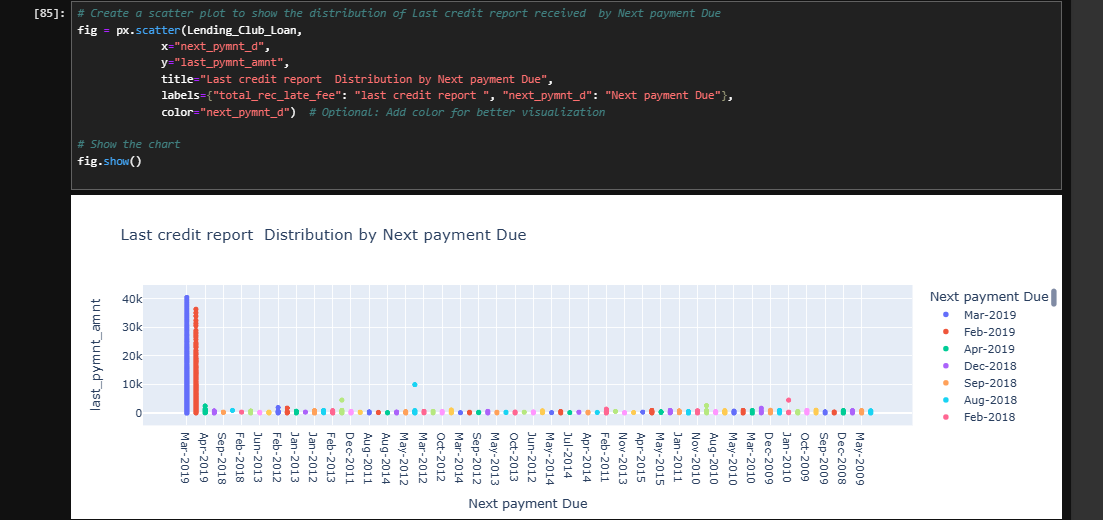 [85]: # Create a scatter plot to show the distribution of Last credit report received  by Next payment Due
fig = px.scatter(Lending_Club_Loan,
             x="next_pymnt_d",
             y="last_pymnt_amnt",
             title="Last credit report  Distribution by Next payment Due",
             labels={"total_rec_late_fee": "last credit report ", "next_pymnt_d": "Next payment Due"},
             color="next_pymnt_d")  # Optional: Add color for better visualization
# Show the chart
fig.show()
Last credit report  Distribution by Next payment Due
last_pymnt_amnt
40k
30k
20k
10k
0
Mar-2019
Apr-2019
Sep-2018
Feb-2018
Jun-2013
Feb-2012
Jan-2013
Jan-2012
Feb-2013
Dec-2011
Aug-2011
Aug-2014
May-2012
Mar-2012
Oct-2012
Mar-2014
Sep-2012
May-2013
Oct-2013
Jun-2012
May-2014
Jul-2014
Apr-2014
Feb-2011
Nov-2013
Apr-2015
May-2015
Jan-2011
Nov-2010
Aug-2010
May-2010
Mar-2010
Dec-2009
Jan-2010
Oct-2009
Sep-2009
Dec-2008
May-2009
Next payment Due
Next payment Due
Mar-2019
Feb-2019
Apr-2019
Dec-2018
Sep-2018
Aug-2018
Feb-2018